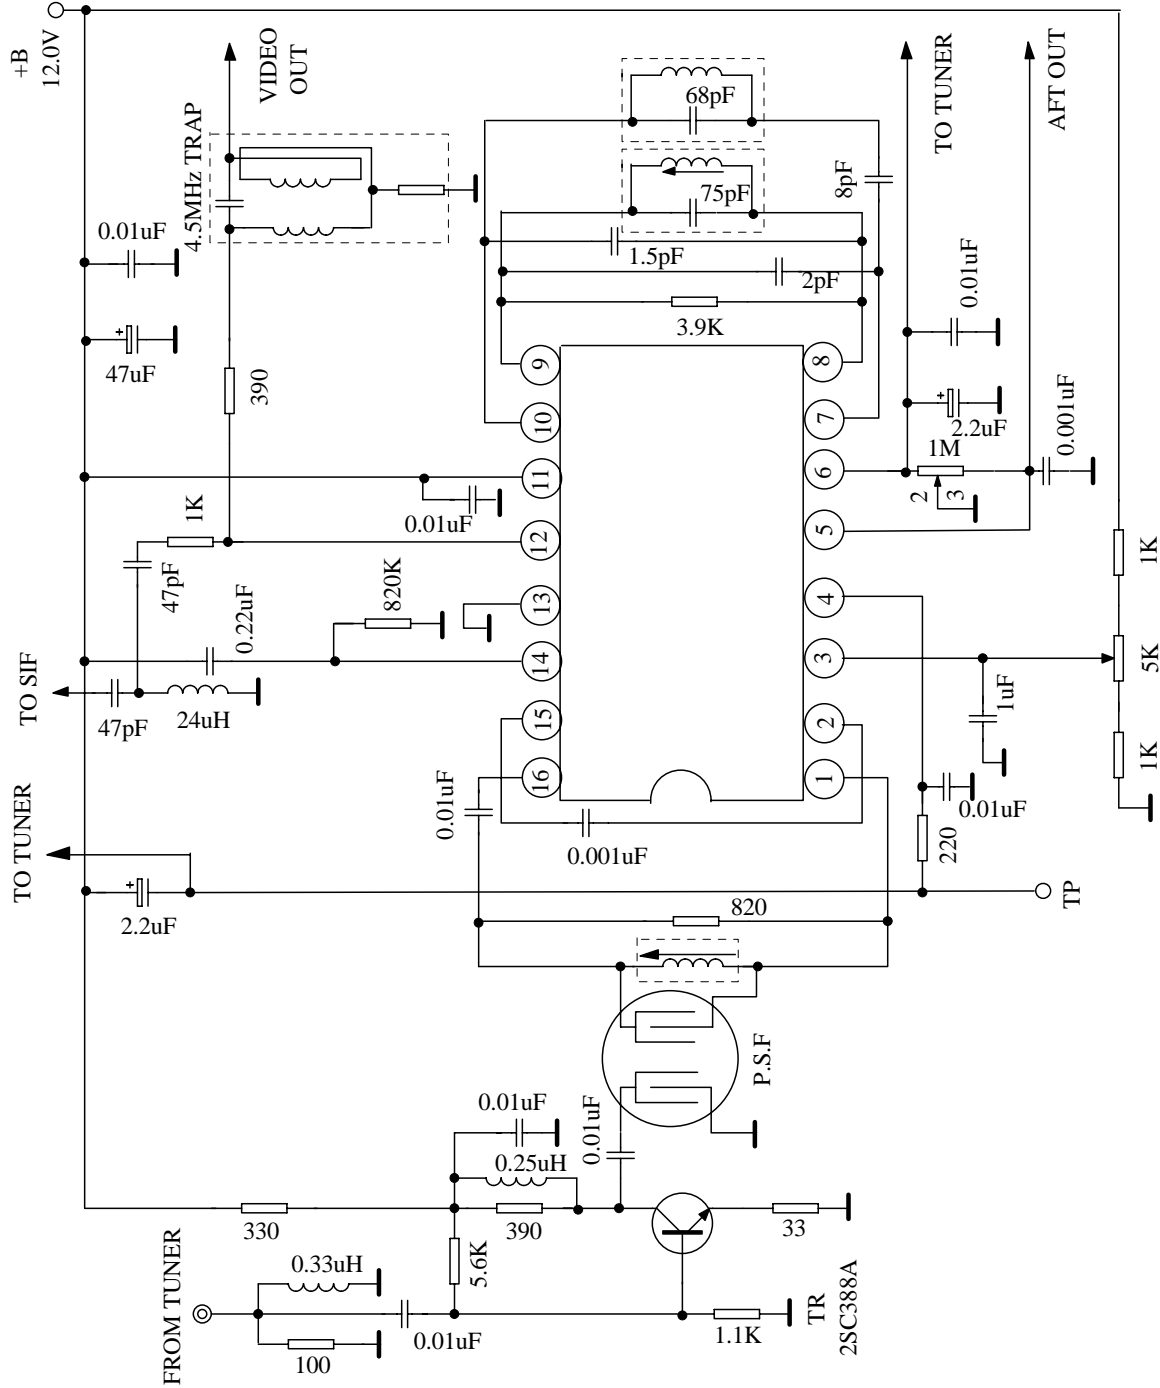 +B
12.0V
VIDEO
OUT
4.5MHz TRAP
0.01uF
47uF
390
68pF
75pF
8pF
1.5pF
2pF
3.9K
TO TUNER
AFT OUT
0.01uF
2.2uF
0.001uF
1M
2
3
9
10
11
12
13
14
15
16
8
7
6
5
4
3
2
1
0.01uF
1K
47pF
0.22uF
820K
TO SIF
47pF
24uH
1uF
1K
5K
1K
0.01uF
0.01uF
0.001uF
220
TO TUNER
2.2uF
TP
820
P.S.F
0.01uF
0.01uF
0.25uH
330
390
33
FROM TUNER
0.33uH
5.6K
0.01uF
100
1.1K
TR
2SC388A